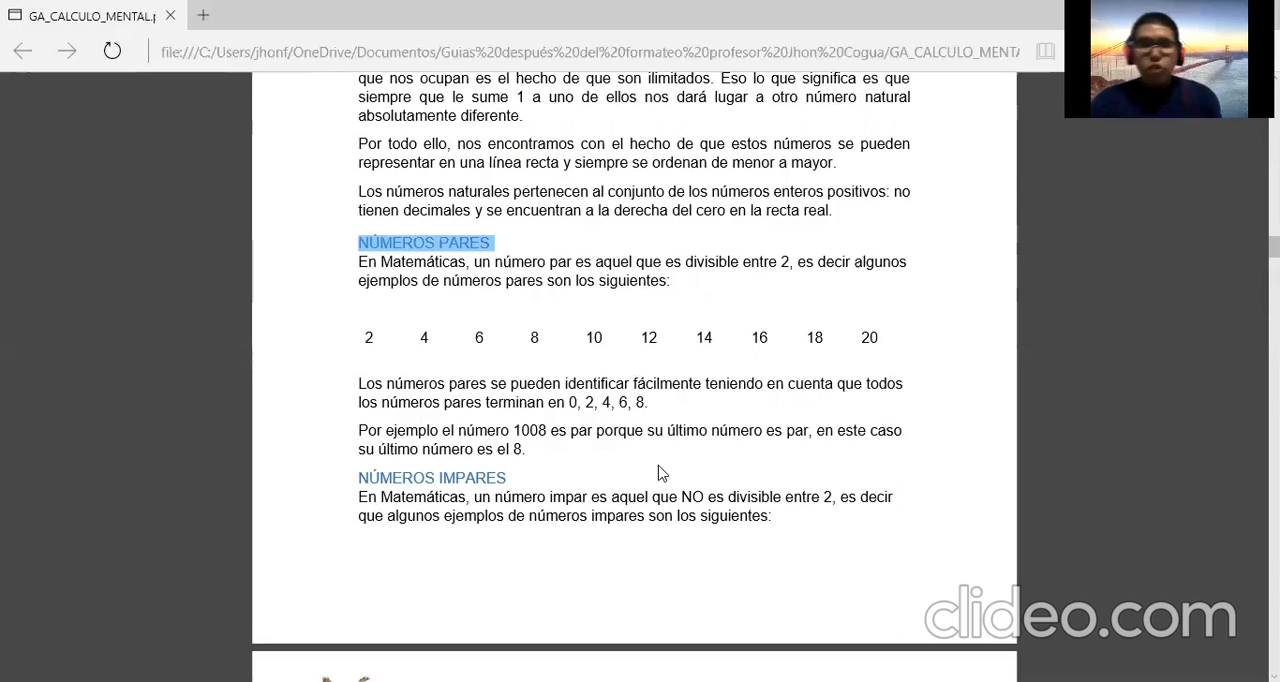 GA_CALCULO_MENTAL.p
file:///C:/Users/jhonf/OneDrive/Documentos/Guias%20después%20del%20formateo%20profesor%20Jhon%20Cogua/GA_CALCULO_MENTA
que nos ocupan es el hecho de que son ilimitados. Eso lo que significa es que
siempre que le sume 1 a uno de ellos nos dará lugar a otro número natural
absolutamente diferente.
Por todo ello, nos encontramos con el hecho de que estos números se pueden
representar en una línea recta y siempre se ordenan de menor a mayor.
Los números naturales pertenecen al conjunto de los números enteros positivos: no
tienen decimales y se encuentran a la derecha del cero en la recta real.
NÚMEROS PARES
En Matemáticas, un número par es aquel que es divisible entre 2, es decir algunos
ejemplos de números pares son los siguientes:
2 4 6 8 10 12 14 16 18 20
Los números pares se pueden identificar fácilmente teniendo en cuenta que todos
los números pares terminan en 0, 2, 4, 6, 8.
Por ejemplo el número 1008 es par porque su último número es par, en este caso
su último número es el 8.
NÚMEROS IMPARES
En Matemáticas, un número impar es aquel que NO es divisible entre 2, es decir
que algunos ejemplos de números impares son los siguientes:
clideo.com